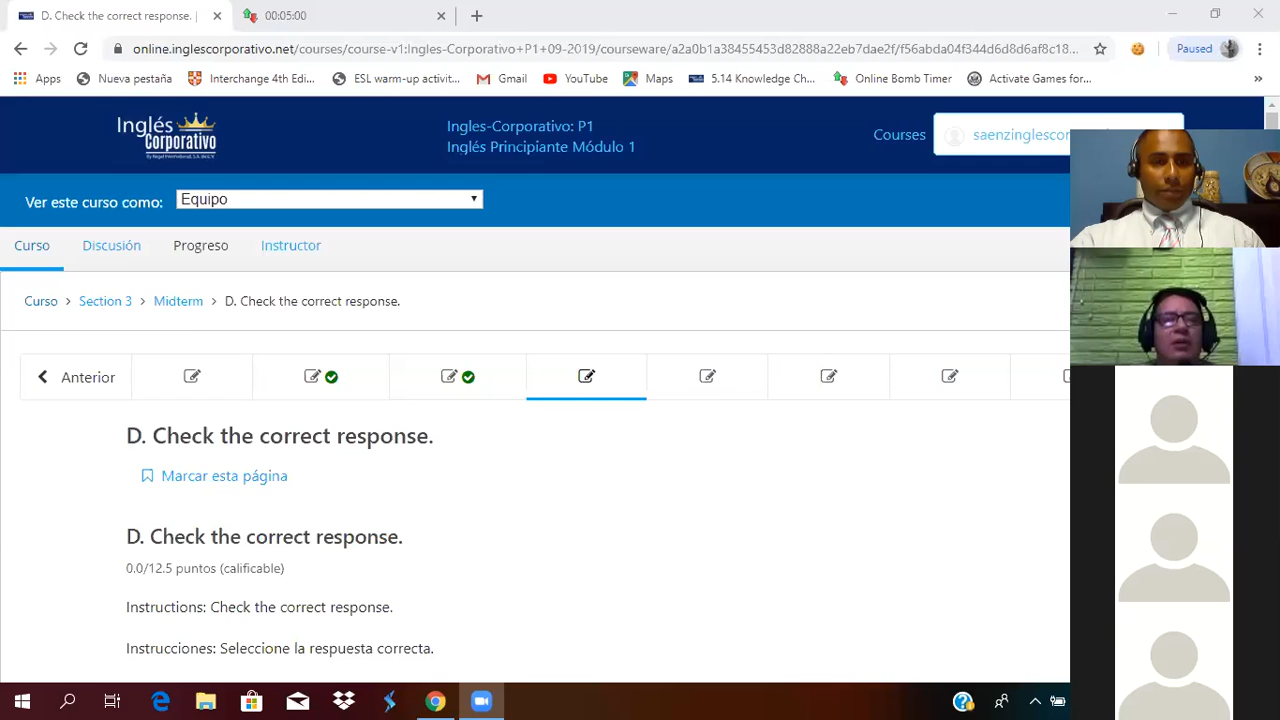 D. Check the correct response. |
00:05:00
online.inglescorporativo.net/courses/course-v1:Ingles-Corporativo+P1+09-2019/courseware/a2a0b1a38455453d82888a22eb7dae2f/f56abda04f344d6d8d6af8c18...
Paused
Apps
Nueva pestaña
Interchange 4th Edi...
ESL warm-up activit...
Gmail
YouTube
Maps
5.14 Knowledge Ch...
Online Bomb Timer
Activate Games for...
»
Inglés
Corporativo
Ingles-Corporativo: P1
Inglés Principiante Módulo 1
Courses
saenzinglescor
Ver este curso como:
Equipo
Curso
Discusión
Progreso
Instructor
Curso > Section 3 > Midterm > D. Check the correct response.
Anterior
D. Check the correct response.
Marcar esta página
D. Check the correct response.
0.0/12.5 puntos (calificable)
Instructions: Check the correct response.
Instrucciones: Seleccione la respuesta correcta.